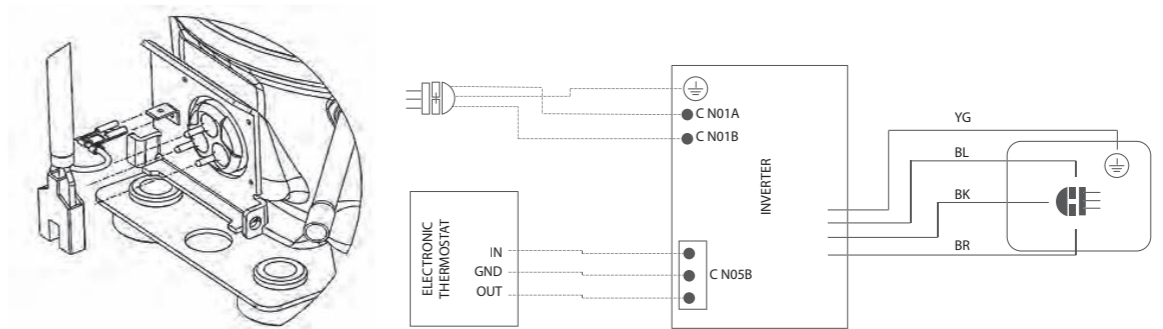 C N01A
C N01B
ELECTRONIC
THERMOSTAT
IN
GND
OUT
C N05B
INVERTER
YG
BL
BK
BR